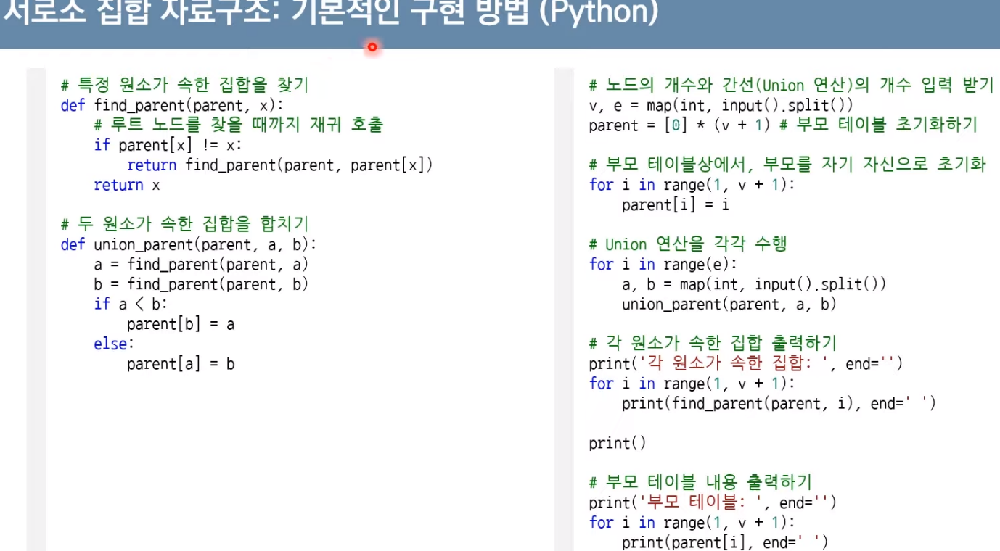 서로소 집합 자료구조: 기본적인 구현 방법 (Python)
# 특정 원소가 속한 집합을 찾기
def find_parent(parent, x):
    # 루트 노드를 찾을 때까지 재귀 호출
    if parent[x] != x:
        return find_parent(parent, parent[x])
    return x

# 두 원소가 속한 집합을 합치기
def union_parent(parent, a, b):
    a = find_parent(parent, a)
    b = find_parent(parent, b)
    if a < b:
        parent[b] = a
    else:
        parent[a] = b

# 노드의 개수와 간선(Union 연산)의 개수 입력 받기
v, e = map(int, input().split())
parent = [0] * (v + 1) # 부모 테이블 초기화하기

# 부모 테이블상에서, 부모를 자기 자신으로 초기화
for i in range(1, v + 1):
    parent[i] = i

# Union 연산을 각각 수행
for i in range(e):
    a, b = map(int, input().split())
    union_parent(parent, a, b)

# 각 원소가 속한 집합 출력하기
print('각 원소가 속한 집합: ', end='')
for i in range(1, v + 1):
    print(find_parent(parent, i), end=' ')

print()

# 부모 테이블 내용 출력하기
print('부모 테이블: ', end='')
for i in range(1, v + 1):
    print(parent[i], end=' ')